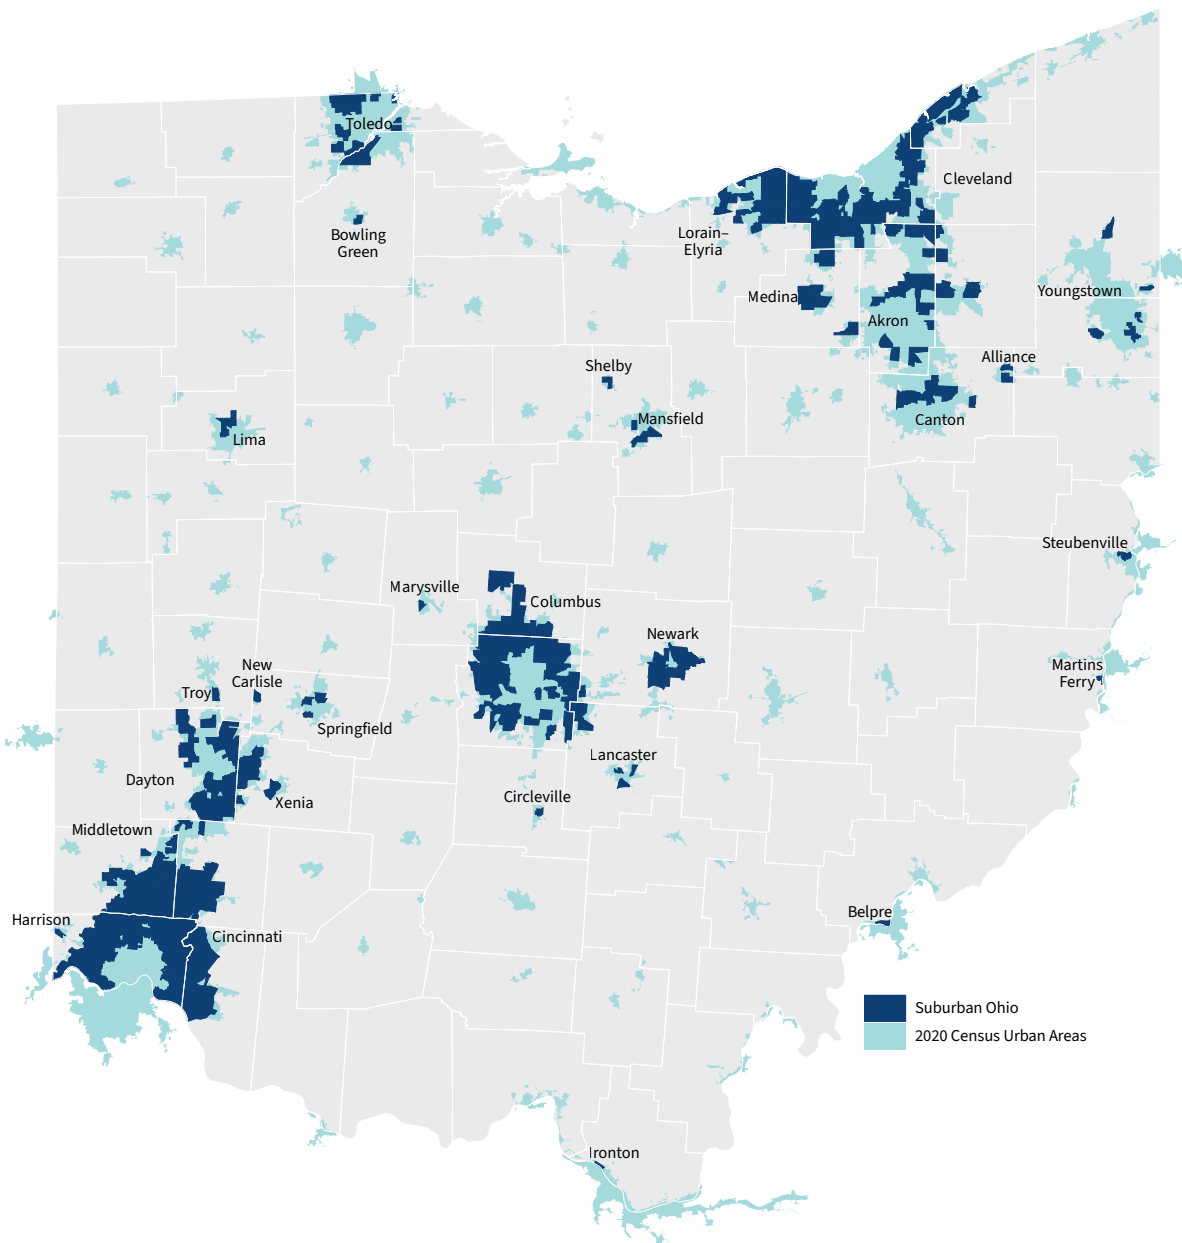 Toledo
Cleveland
Bowling
Green
Lorain–
Elyria
Medina
Youngstown
Akron
Shelby
Alliance
Mansfield
Canton
Lima
Steubenville
Marysville
Columbus
Newark
New
Carlisle
Troy
Martins
Ferry
Springfield
Lancaster
Dayton
Circleville
Xenia
Middletown
Harrison
Belpre
Cincinnati
Suburban Ohio
2020 Census Urban Areas
Ironton